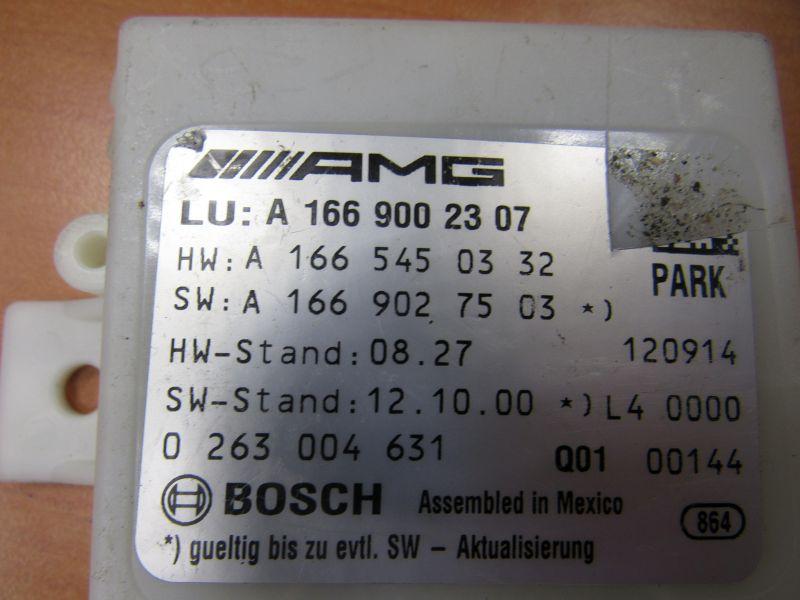 AMG
LU: A 166 900 23 07
HW: A 166 545 03 32
PARK
SW: A 166 902 75 03 *)
HW-Stand: 08.27 120914
SW-Stand: 12.10.00 *) L4 0000
0 263 004 631 Q01 00144
BOSCH Assembled in Mexico 864
*) gueltig bis zu evtl. SW - Aktualisierung